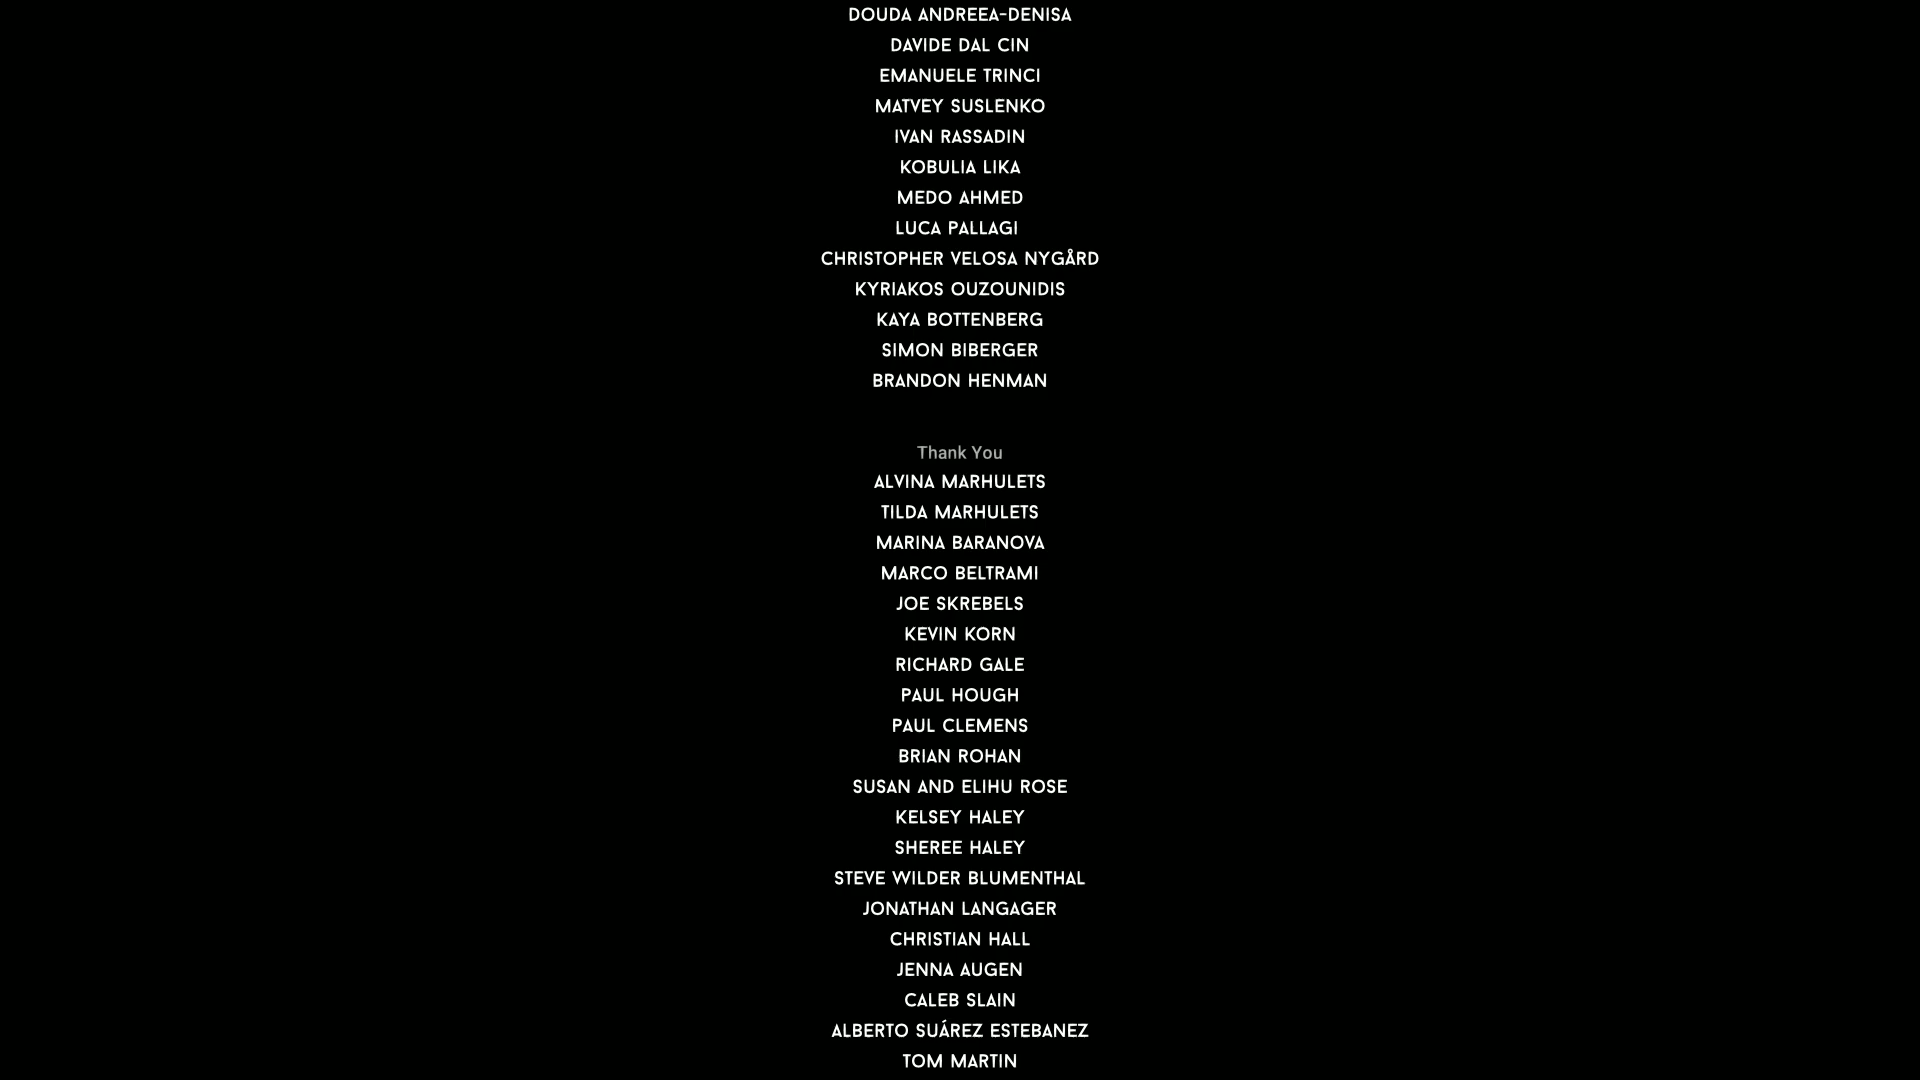 DOUDA ANDREEA-DENISA
DAVIDE DAL CIN
EMANUELE TRINCI
MATVEY SUSLENKO
IVAN RASSADIN
KOBULIA LIKA
MEDO AHMED
LUCA PALLAGI
CHRISTOPHER VELOSA NYGÅRD
KYRIAKOS OUZOUNIDIS
KAYA BOTTENBERG
SIMON BIBERGER
BRANDON HENMAN
Thank You
ALVINA MARHULETS
TILDA MARHULETS
MARINA BARANOVA
MARCO BELTRAMI
JOE SKREBELS
KEVIN KORN
RICHARD GALE
PAUL HOUGH
PAUL CLEMENS
BRIAN ROHAN
SUSAN AND ELIHU ROSE
KELSEY HALEY
SHEREE HALEY
STEVE WILDER BLUMENTHAL
JONATHAN LANGAGER
CHRISTIAN HALL
JENNA AUGEN
CALEB SLAIN
ALBERTO SUÁREZ ESTEBANEZ
TOM MARTIN